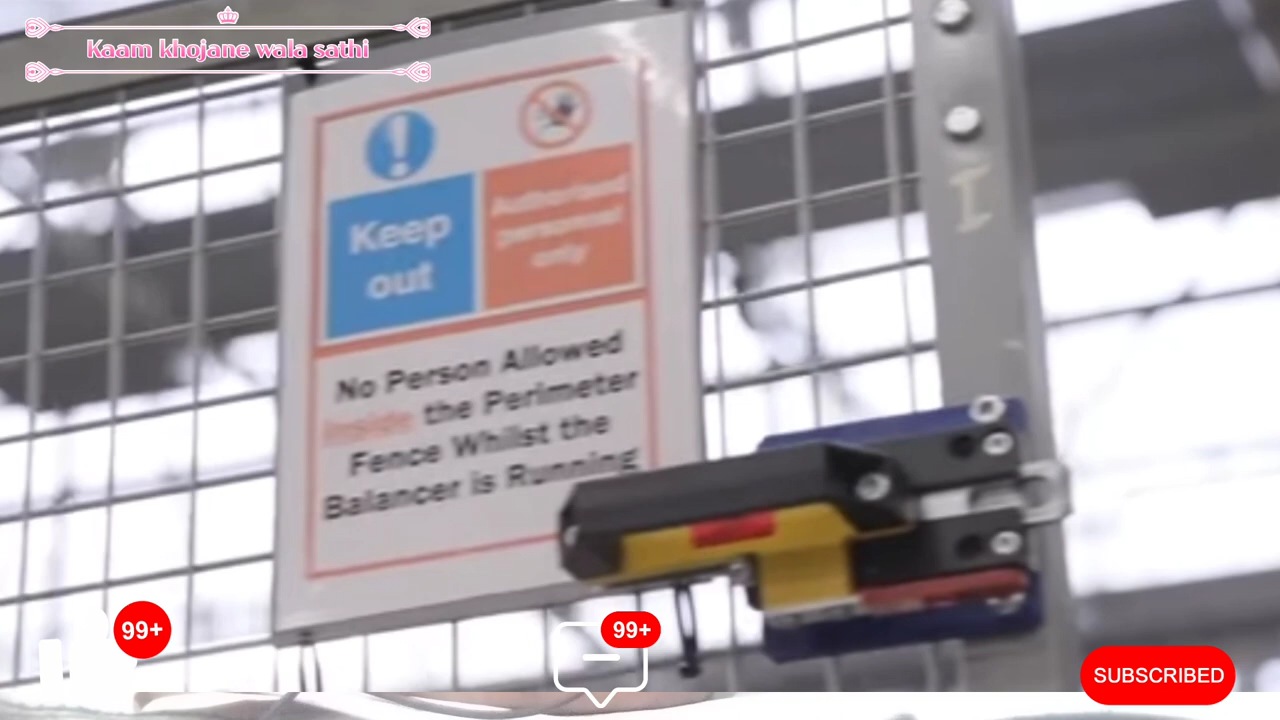 Kaam khojane wala sathi
Keep
out
Authorised
personnel
only
No Person Allowed
Inside the Perimeter
Fence Whilst the
Balancer is Running
I
99+
99+
SUBSCRIBED